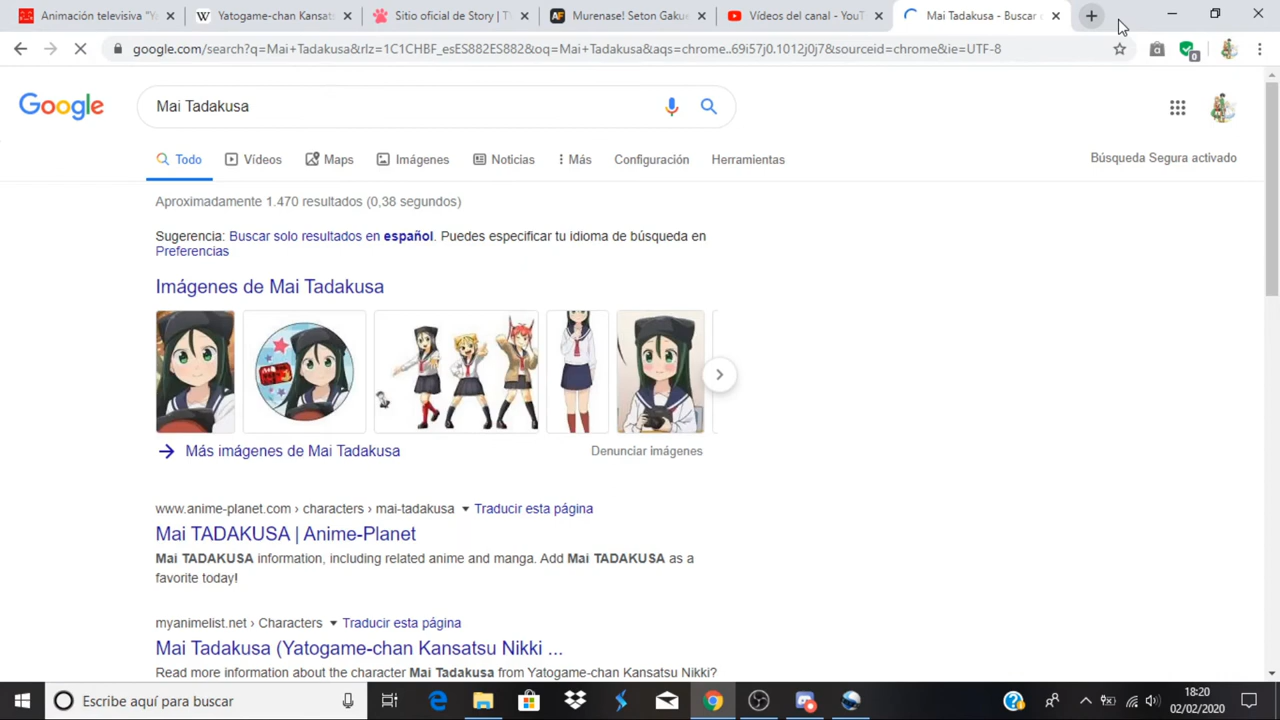 Animación televisiva "Y
Yatogame-chan Kansat
Sitio oficial de Story | T
Murenase! Seton Gaku
Vídeos del canal - YouT
Mai Tadakusa - Buscar c
google.com/search?q=Mai+Tadakusa&rlz=1C1CHBF_esES882ES882&oq=Mai+Tadakusa&aqs=chrome..69i57j0.1012j0j7&sourceid=chrome&ie=UTF-8
0
Google
Mai Tadakusa
Todo
Vídeos
Maps
Imágenes
Noticias
Más
Configuración
Herramientas
Búsqueda Segura activado
Aproximadamente 1.470 resultados (0,38 segundos)
Sugerencia: Buscar solo resultados en español. Puedes especificar tu idioma de búsqueda en
Preferencias
Imágenes de Mai Tadakusa
Más imágenes de Mai Tadakusa
Denunciar imágenes
www.anime-planet.com › characters › mai-tadakusa
Traducir esta página
Mai TADAKUSA | Anime-Planet
Mai TADAKUSA information, including related anime and manga. Add Mai TADAKUSA as a
favorite today!
myanimelist.net › Characters
Traducir esta página
Mai Tadakusa (Yatogame-chan Kansatsu Nikki ...
Read more information about the character Mai Tadakusa from Yatogame-chan Kansatsu Nikki?
Escribe aquí para buscar
18:20
02/02/2020